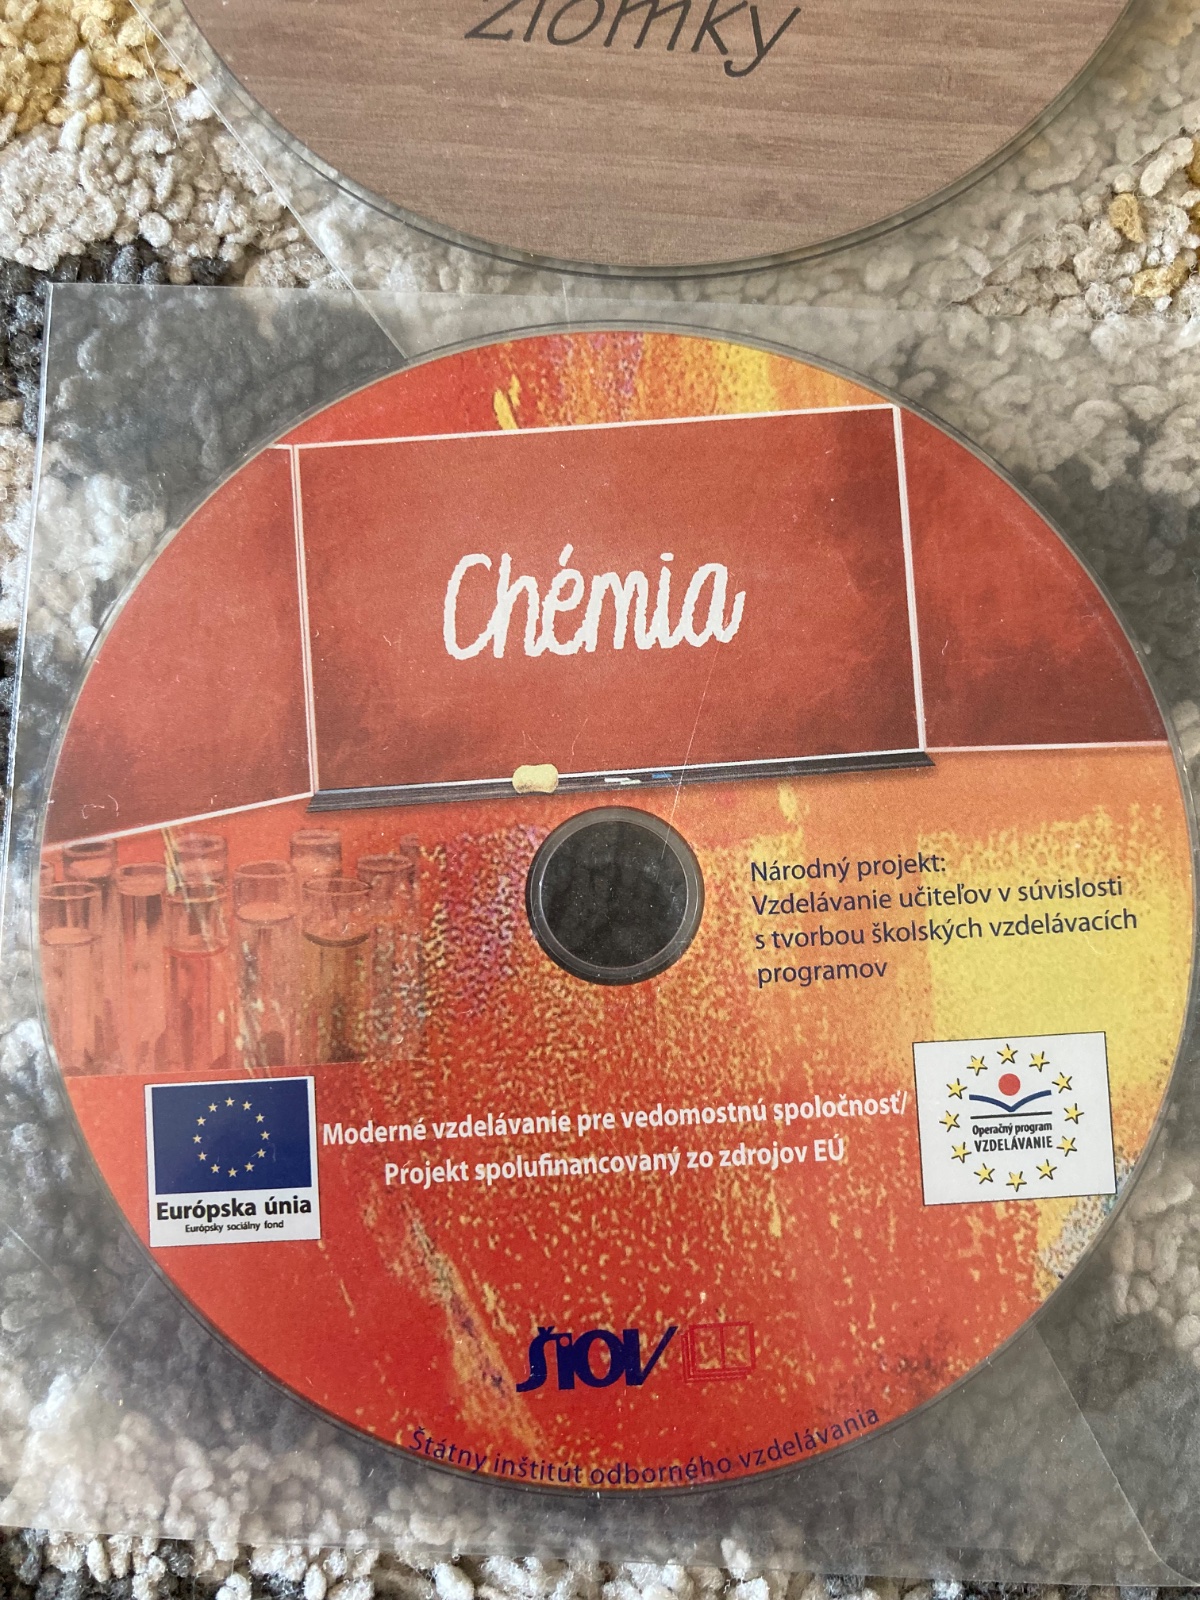 zlomky
Chémia
Národný projekt:
Vzdelávanie učiteľov v súvislosti
s tvorbou školských vzdelávacích
programov
Moderné vzdelávanie pre vedomostnú spoločnosť/
Projekt spolufinancovaný zo zdrojov EÚ
Európska únia
Európsky sociálny fond
Operačný program
VZDELÁVANIE
ŠIOV
Štátny inštitút odborného vzdelávania